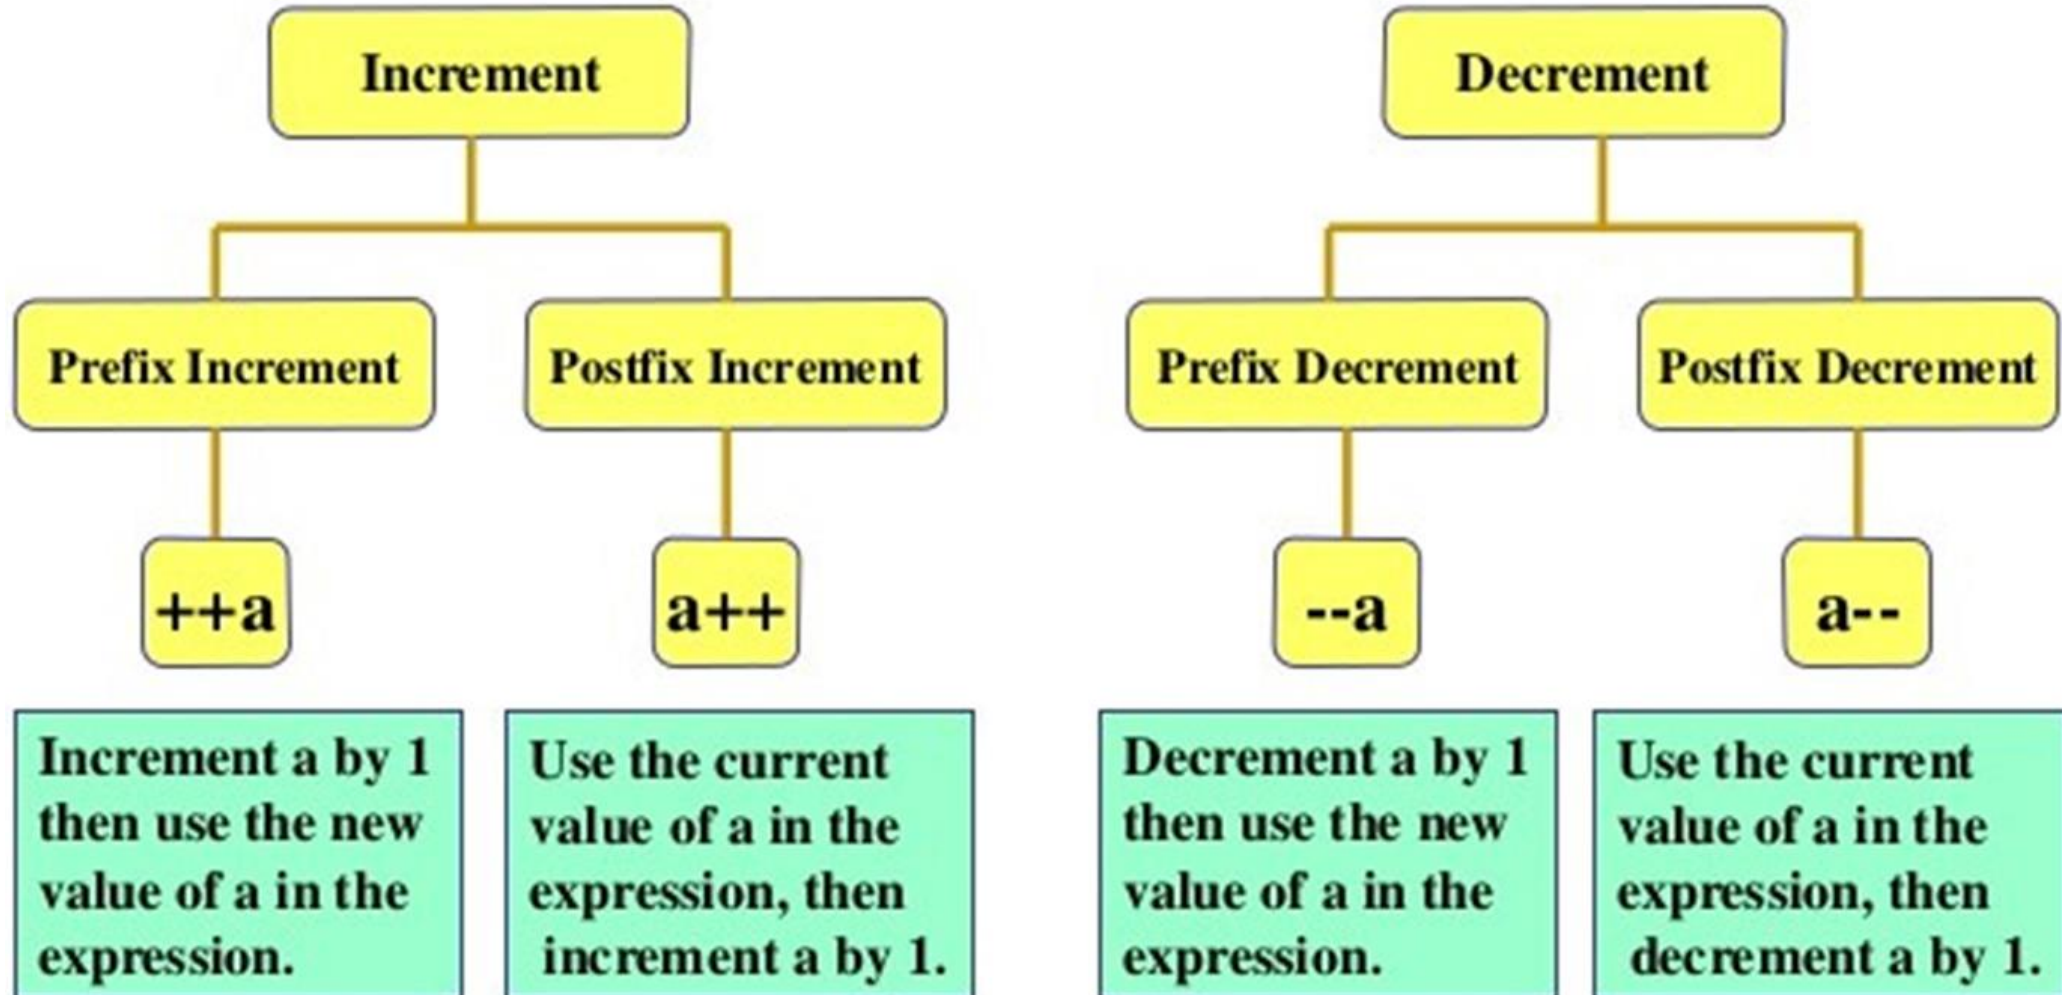 Increment
Decrement
Prefix Increment
Postfix Increment
Prefix Decrement
Postfix Decrement
++a
a++
--a
a--
Increment a by 1
then use the new
value of a in the
expression.
Use the current
value of a in the
expression, then
increment a by 1.
Decrement a by 1
then use the new
value of a in the
expression.
Use the current
value of a in the
expression, then
decrement a by 1.